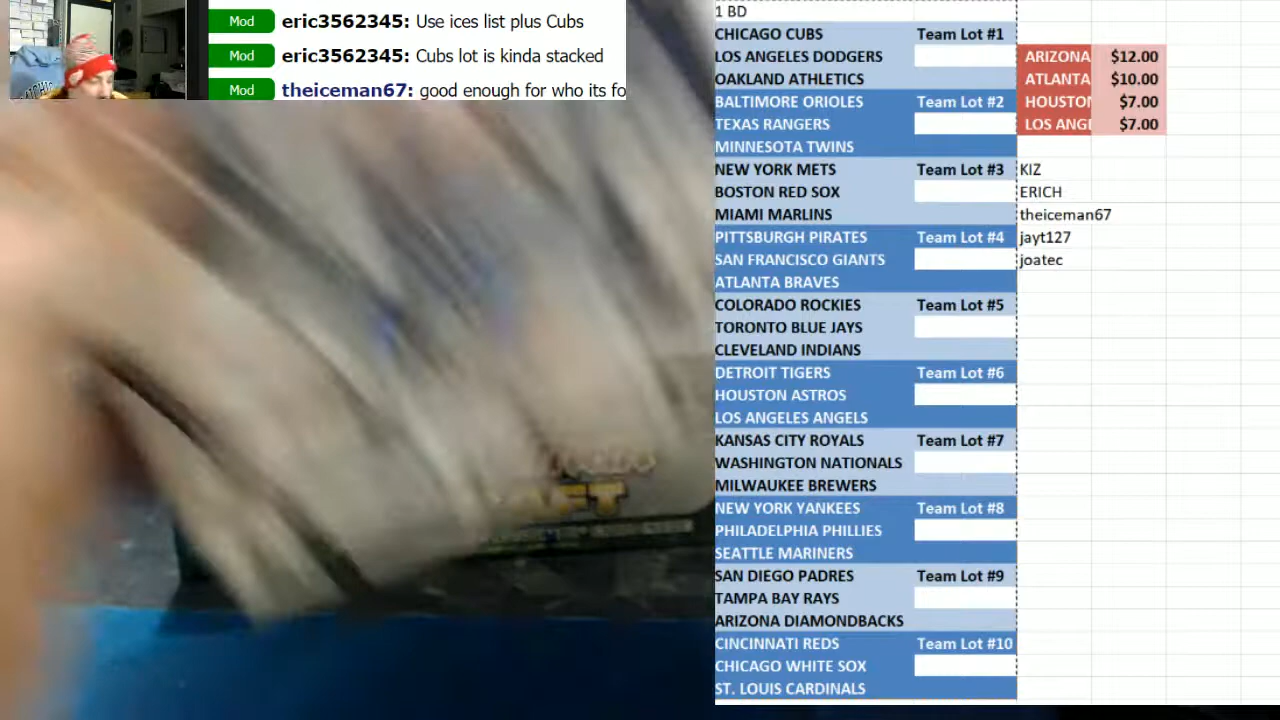 Mod eric3562345: Use ices list plus Cubs
Mod eric3562345: Cubs lot is kinda stacked
Mod theiceman67: good enough for who its fo
1 BD
CHICAGO CUBS Team Lot #1
LOS ANGELES DODGERS ARIZONA $12.00
OAKLAND ATHLETICS ATLANTA $10.00
BALTIMORE ORIOLES Team Lot #2 HOUSTON $7.00
TEXAS RANGERS LOS ANGE $7.00
MINNESOTA TWINS
NEW YORK METS Team Lot #3 KIZ
BOSTON RED SOX ERICH
MIAMI MARLINS theiceman67
PITTSBURGH PIRATES Team Lot #4 jayt127
SAN FRANCISCO GIANTS joatec
ATLANTA BRAVES
COLORADO ROCKIES Team Lot #5
TORONTO BLUE JAYS
CLEVELAND INDIANS
DETROIT TIGERS Team Lot #6
HOUSTON ASTROS
LOS ANGELES ANGELS
KANSAS CITY ROYALS Team Lot #7
WASHINGTON NATIONALS
MILWAUKEE BREWERS
NEW YORK YANKEES Team Lot #8
PHILADELPHIA PHILLIES
SEATTLE MARINERS
SAN DIEGO PADRES Team Lot #9
TAMPA BAY RAYS
ARIZONA DIAMONDBACKS
CINCINNATI REDS Team Lot #10
CHICAGO WHITE SOX
ST. LOUIS CARDINALS